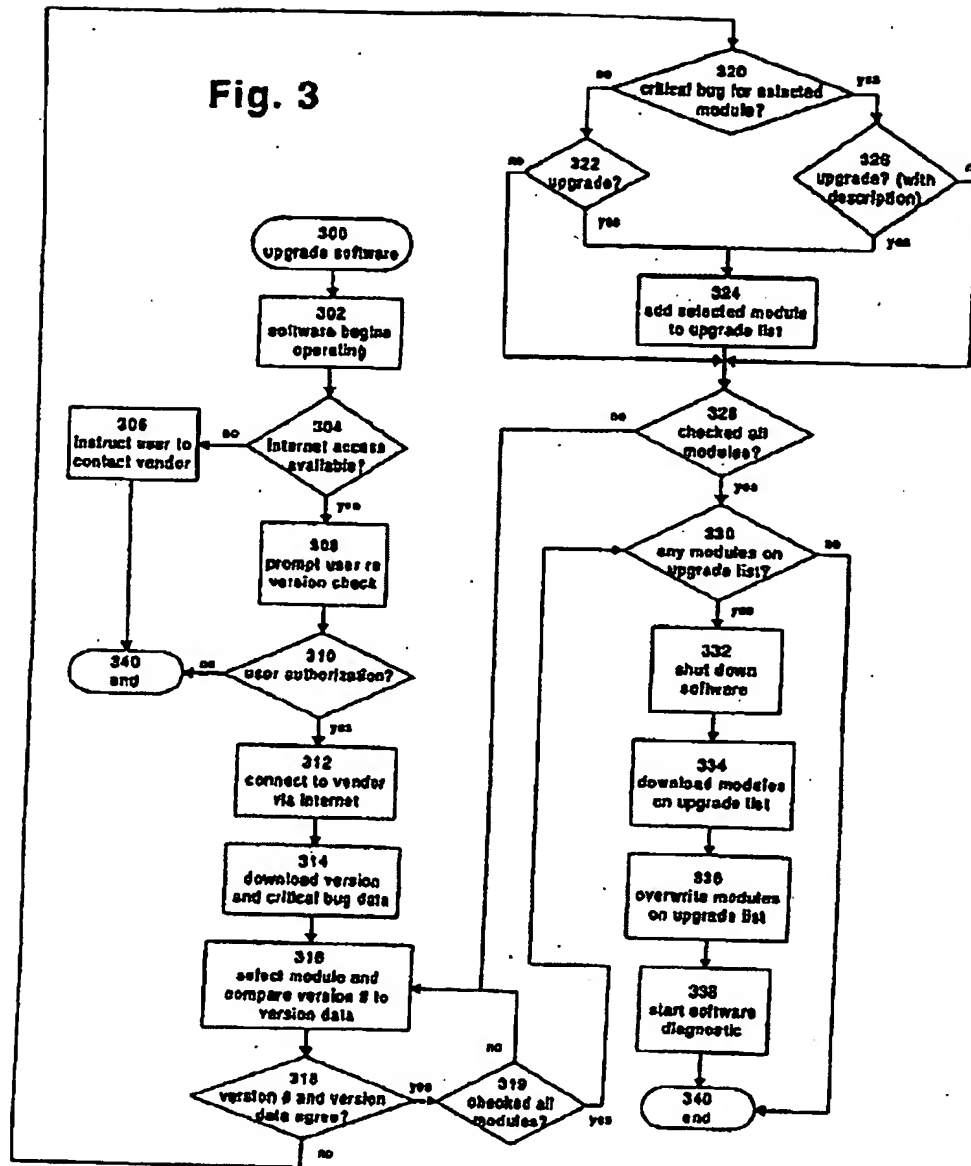 Fig. 3
300
upgrade software
302
software begins
operating
304
Internet access
available?
no
306
instruct user to
contact vendor
yes
308
prompt user re
version check
310
user authorization?
no
340
end
yes
312
connect to vendor
via internet
314
download version
and critical bug data
316
select module and
compare version # to
version data
318
version # and version
data agree?
yes
no
319
checked all
modules?
no
yes
320
critical bug for selected
module?
no
yes
322
upgrade?
no
yes
326
upgrade? (with
description)
yes
324
add selected module
to upgrade list
328
checked all
modules?
no
yes
330
any modules on
upgrade list?
no
yes
332
shut down
software
334
download modules
on upgrade list
336
overwrite modules
on upgrade list
338
start software
diagnostic
340
end